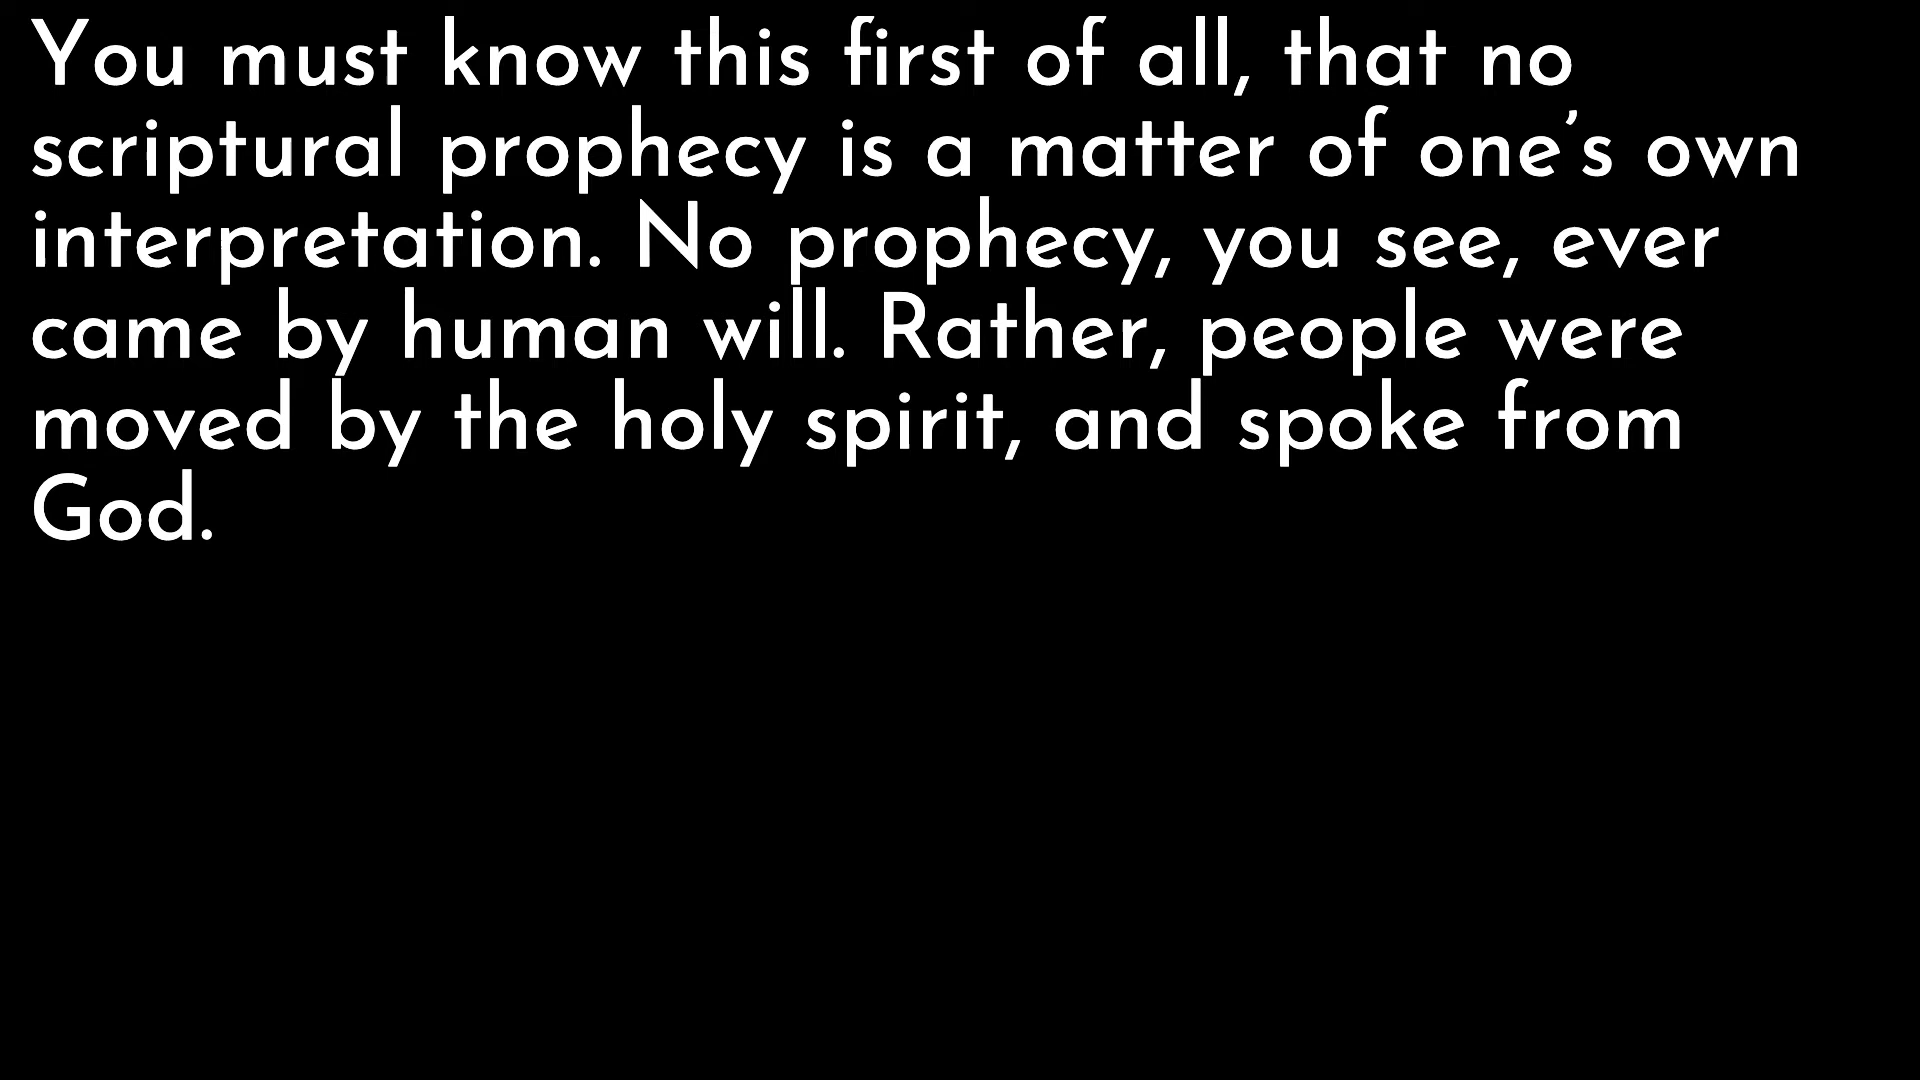 You must know this first of all, that no
scriptural prophecy is a matter of one’s own
interpretation. No prophecy, you see, ever
came by human will. Rather, people were
moved by the holy spirit, and spoke from
God.